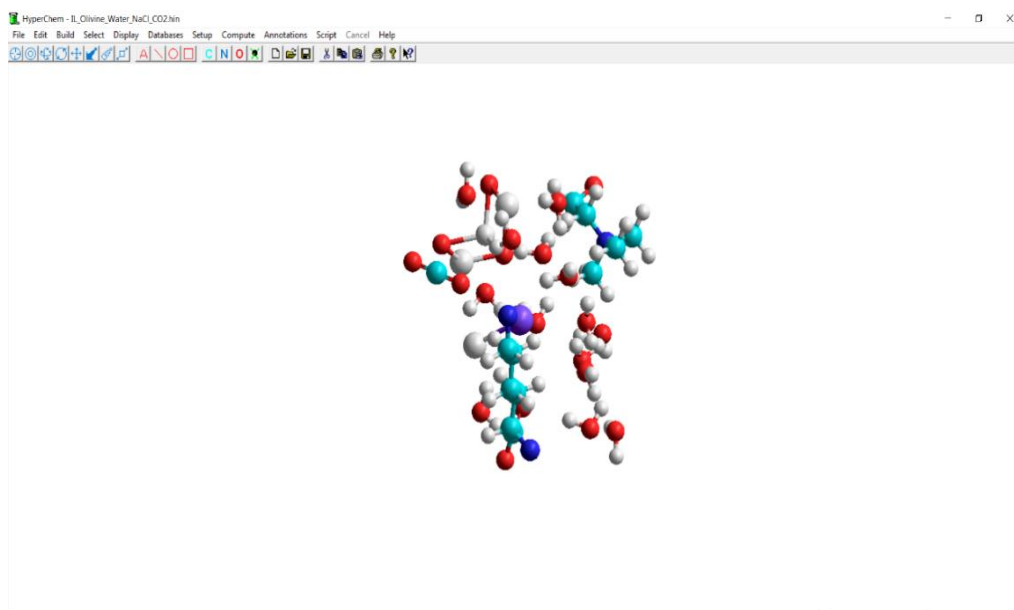 HyperChem - IL_Olivine_Water_NaCl_CO2.hin
File Edit Build Select Display Databases Setup Compute Annotations Script Cancel Help
A C N O